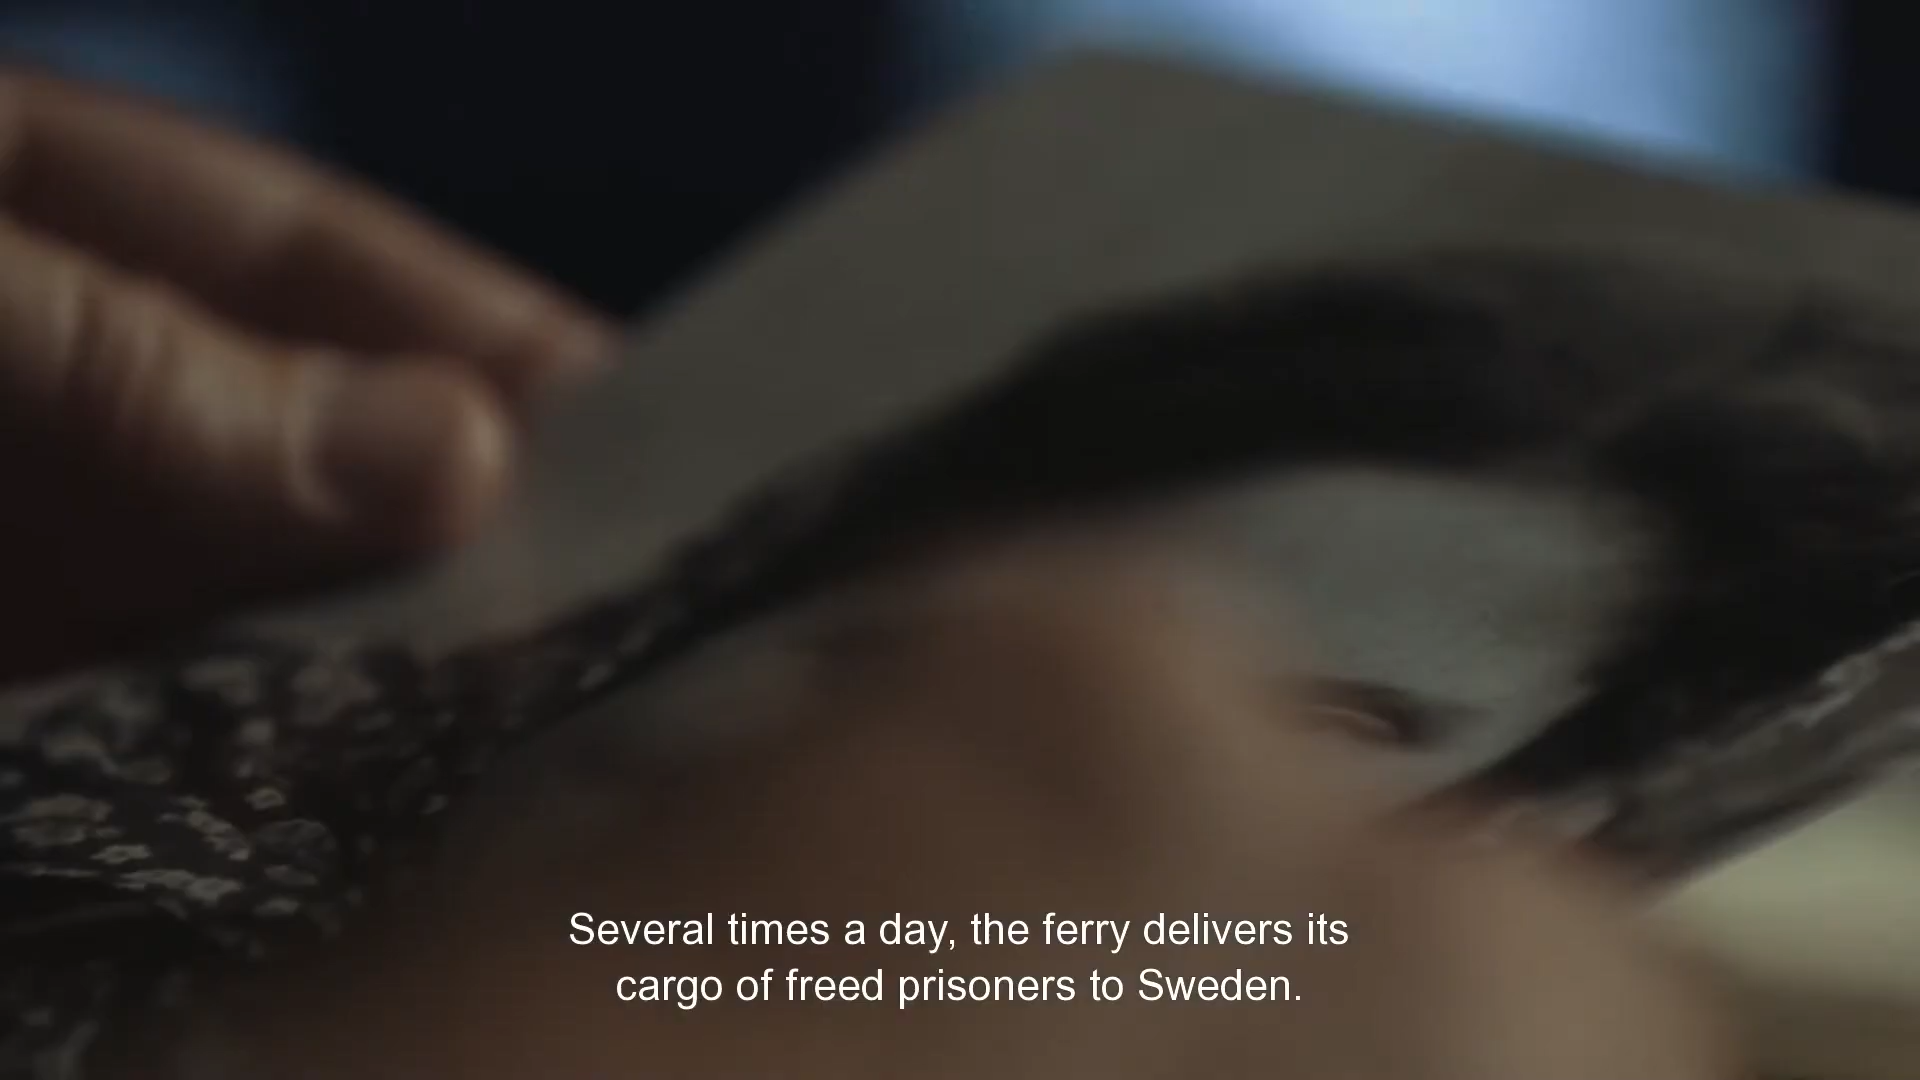 Several times a day, the ferry delivers its
cargo of freed prisoners to Sweden.